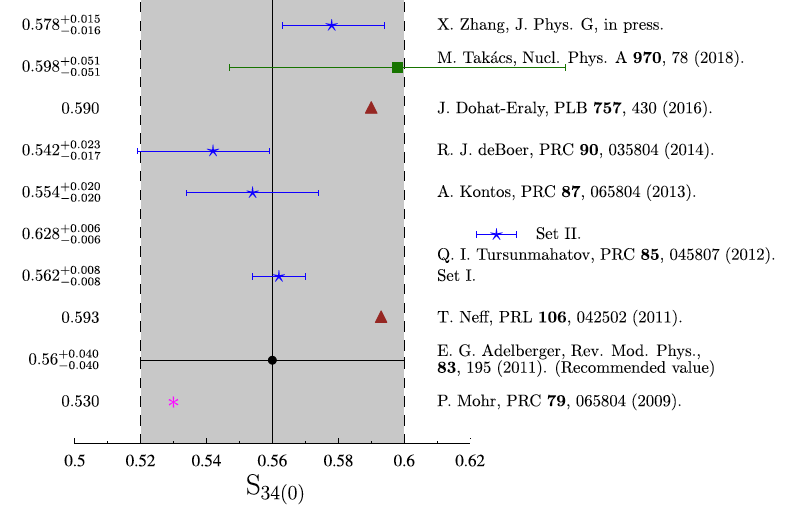 0.578+0.015−0.016 X. Zhang, J. Phys. G, in press.
0.598+0.051−0.051 M. Takács, Nucl. Phys. A 970, 78 (2018).
0.590 J. Dohat-Eraly, PLB 757, 430 (2016).
0.542+0.023−0.017 R. J. deBoer, PRC 90, 035804 (2014).
0.554+0.020−0.020 A. Kontos, PRC 87, 065804 (2013).
0.628+0.006−0.006 Set II.
Q. I. Tursunmahatov, PRC 85, 045807 (2012).
0.562+0.008−0.008 Set I.
0.593 T. Neff, PRL 106, 042502 (2011).
0.56+0.040−0.040 E. G. Adelberger, Rev. Mod. Phys.,
83, 195 (2011). (Recommended value)
0.530 P. Mohr, PRC 79, 065804 (2009).
0.5 0.52 0.54 0.56 0.58 0.6 0.62
S34(0)